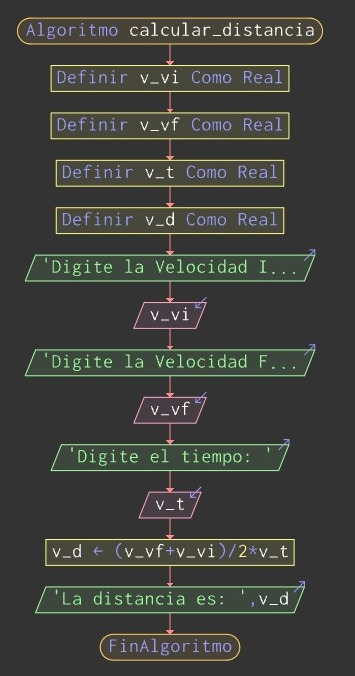 Algoritmo calcular_distancia
Definir v_vi Como Real
Definir v_vf Como Real
Definir v_t Como Real
Definir v_d Como Real
'Digite la Velocidad I...
v_vi
'Digite la Velocidad F...
v_vf
'Digite el tiempo: '
v_t
v_d ← (v_vf+v_vi)/2*v_t
'La distancia es: ',v_d
FinAlgoritmo